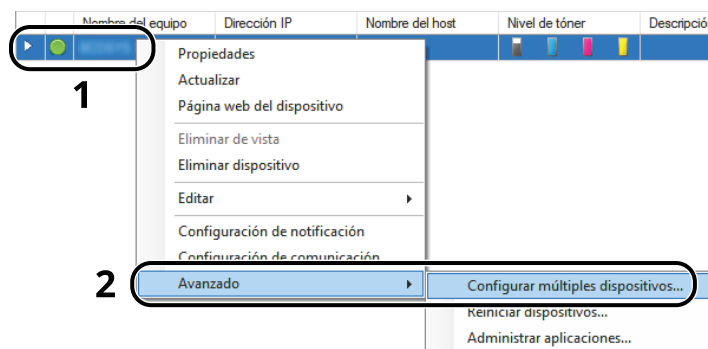 Nombre del equipo Dirección IP Nombre del host Nivel de tóner
1
Propiedades
Actualizar
Página web del dispositivo
Eliminar de vista
Eliminar dispositivo
Editar
Configuración de notificación
Configuración de comunicación
2
Avanzado Configurar múltiples dispositivos...
Reiniciar dispositivos...
Administrar aplicaciones...